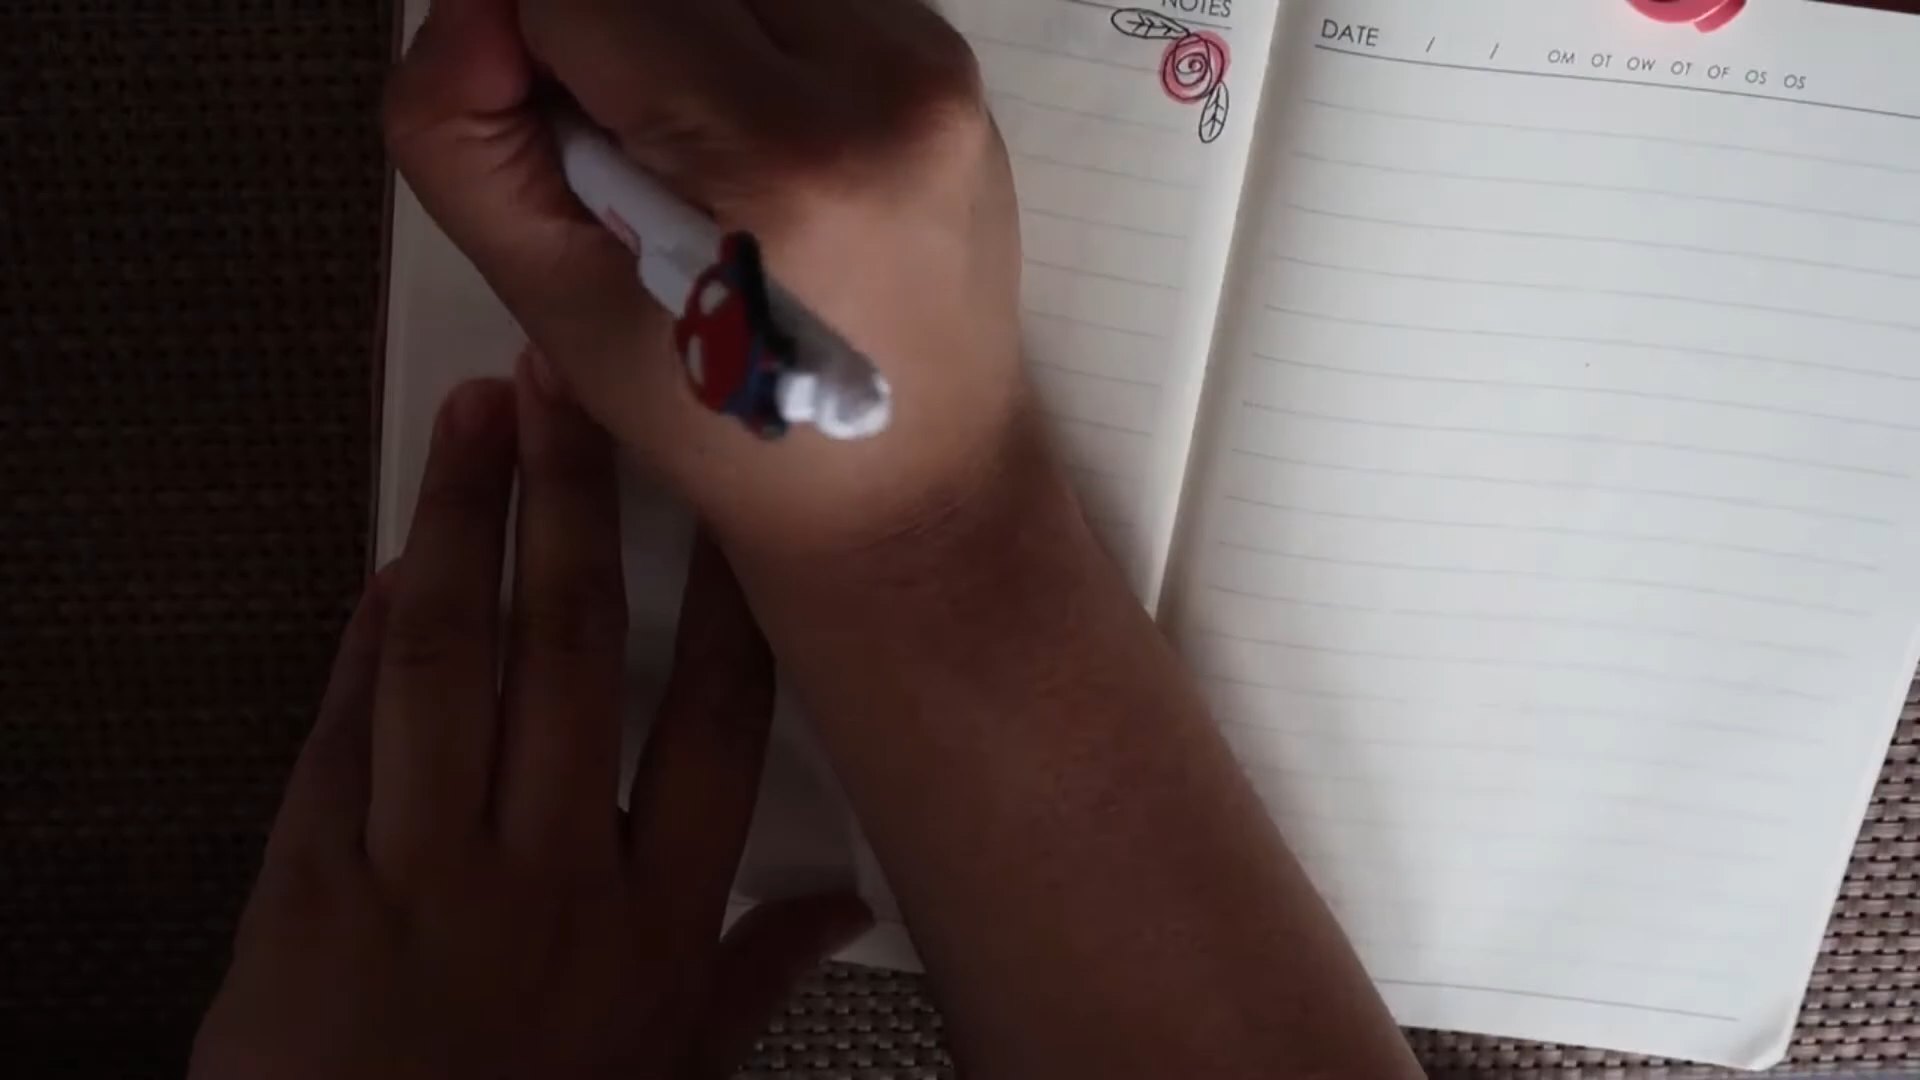 NOTES
DATE / / OM OT OW OT OF OS OS